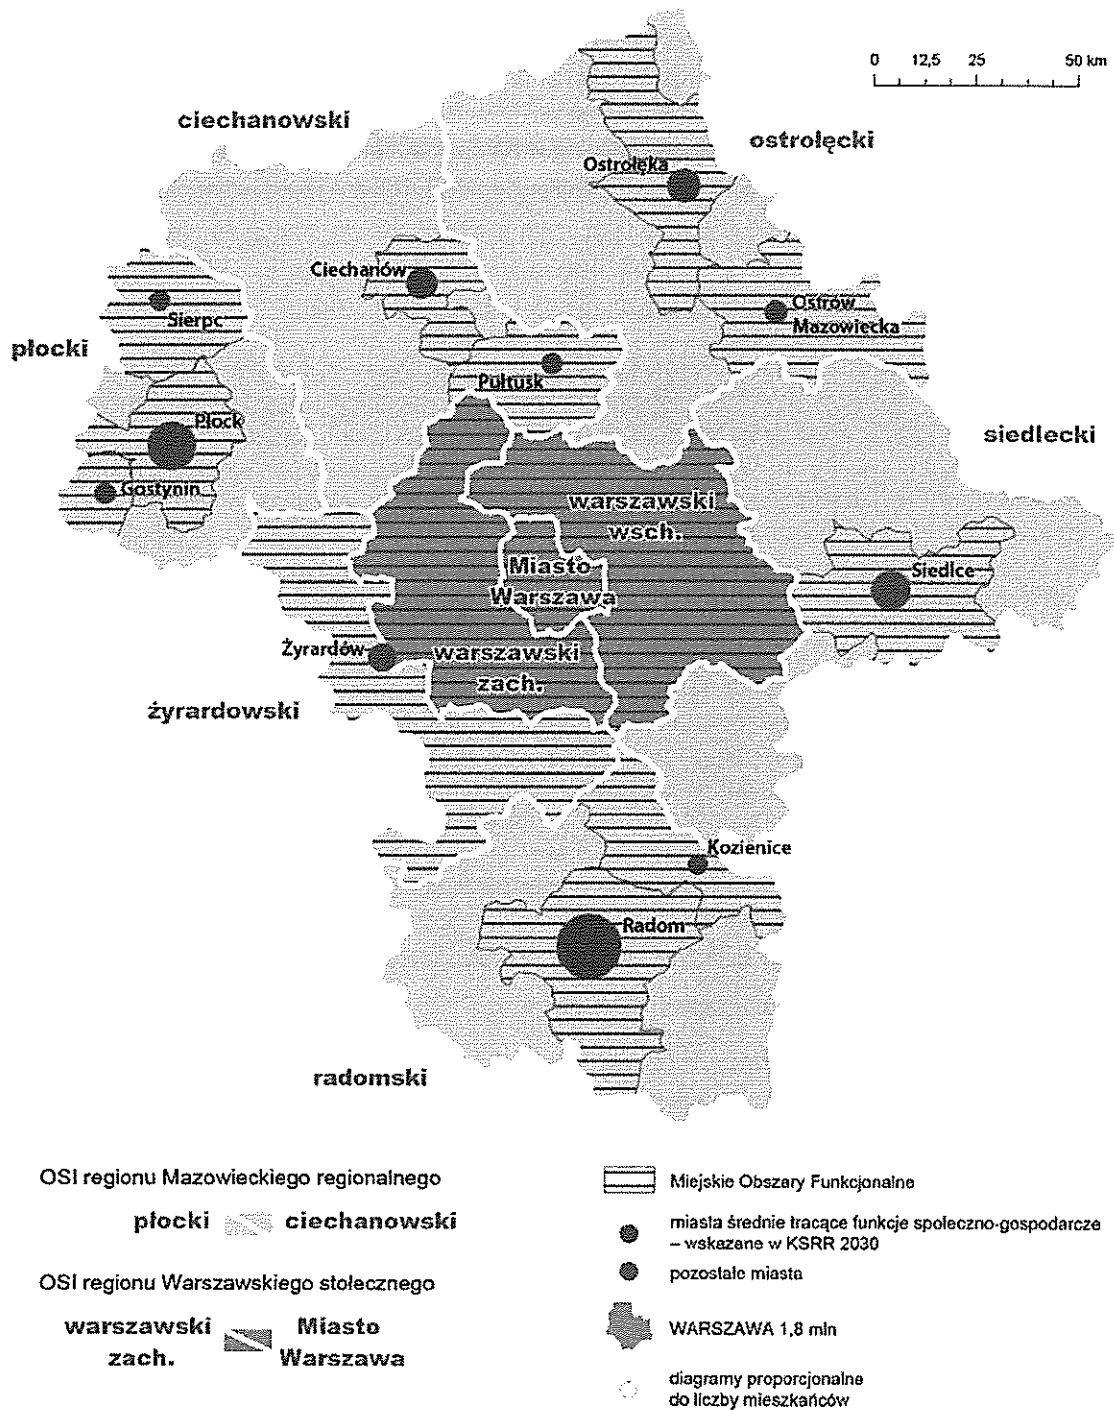 0 12,5 25 50 km
ciechanowski
ostrołęcki
Ostrołęka
Ciechanów
Ostrów
Mazowiecka
Sierpc
płocki
Pułtusk
Płock
siedlecki
Gostynin
warszawski
wsch.
Miasto
Warszawa
Siedlce
Żyrardów
warszawski
zach.
żyrardowski
Kozienice
Radom
radomski
OSI regionu Mazowieckiego regionalnego
płocki ciechanowski
OSI regionu Warszawskiego stołecznego
warszawski
zach.
Miasto
Warszawa
Miejskie Obszary Funkcjonalne
miasta średnie tracące funkcje społeczno-gospodarcze
– wskazane w KSRR 2030
pozostałe miasta
WARSZAWA 1,8 mln
diagramy proporcjonalne
do liczby mieszkańców